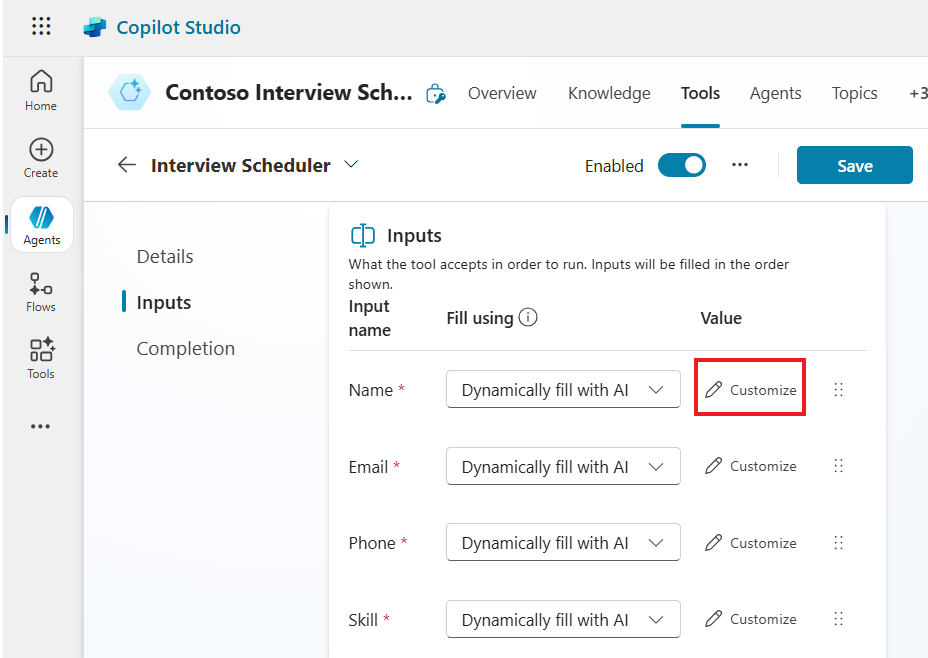 Copilot Studio
Home
Create
Agents
Flows
Tools
Contoso Interview Sch...
Overview
Knowledge
Tools
Agents
Topics
+3
Interview Scheduler
Enabled
Save
Details
Inputs
Completion
Inputs
What the tool accepts in order to run. Inputs will be filled in the order
shown.
Input
name
Fill using
Value
Name *
Dynamically fill with AI
Customize
Email *
Dynamically fill with AI
Customize
Phone *
Dynamically fill with AI
Customize
Skill *
Dynamically fill with AI
Customize